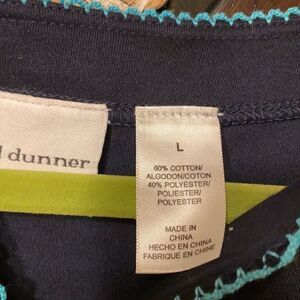 dunner
L
60% COTTON/
ALGODON/COTON
40% POLYESTER/
POLIESTER/
POLYESTER
MADE IN
CHINA
HECHO EN CHINA
FABRIQUE EN CHINE